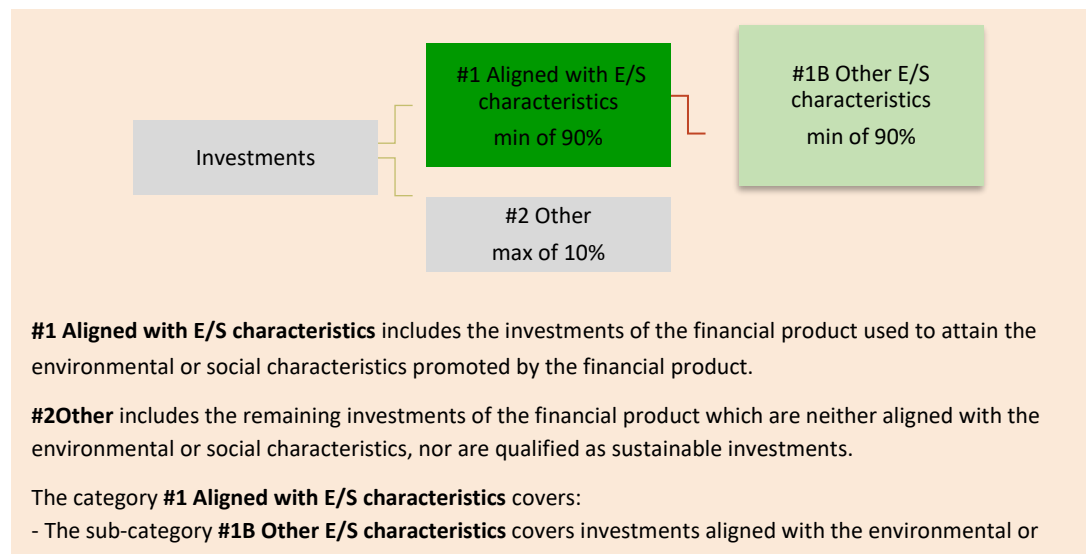 #1 Aligned with E/S
characteristics
min of 90%
#1B Other E/S
characteristics
min of 90%
Investments
#2 Other
max of 10%
#1 Aligned with E/S characteristics includes the investments of the financial product used to attain the
environmental or social characteristics promoted by the financial product.
#2Other includes the remaining investments of the financial product which are neither aligned with the
environmental or social characteristics, nor are qualified as sustainable investments.
The category #1 Aligned with E/S characteristics covers:
- The sub-category #1B Other E/S characteristics covers investments aligned with the environmental or